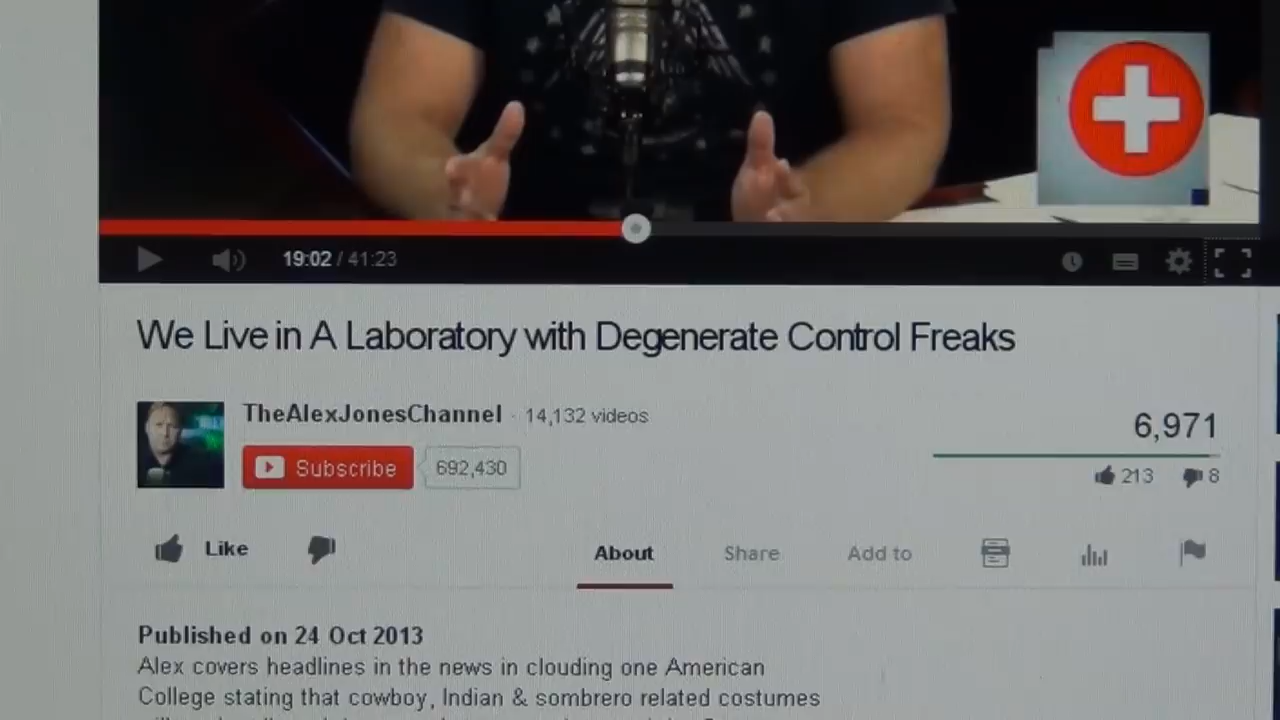 19:02 / 41:23
We Live in A Laboratory with Degenerate Control Freaks
TheAlexJonesChannel · 14,132 videos
Subscribe 692,430
6,971
213 8
Like
About Share Add to
Published on 24 Oct 2013
Alex covers headlines in the news in clouding one American
College stating that cowboy, Indian & sombrero related costumes